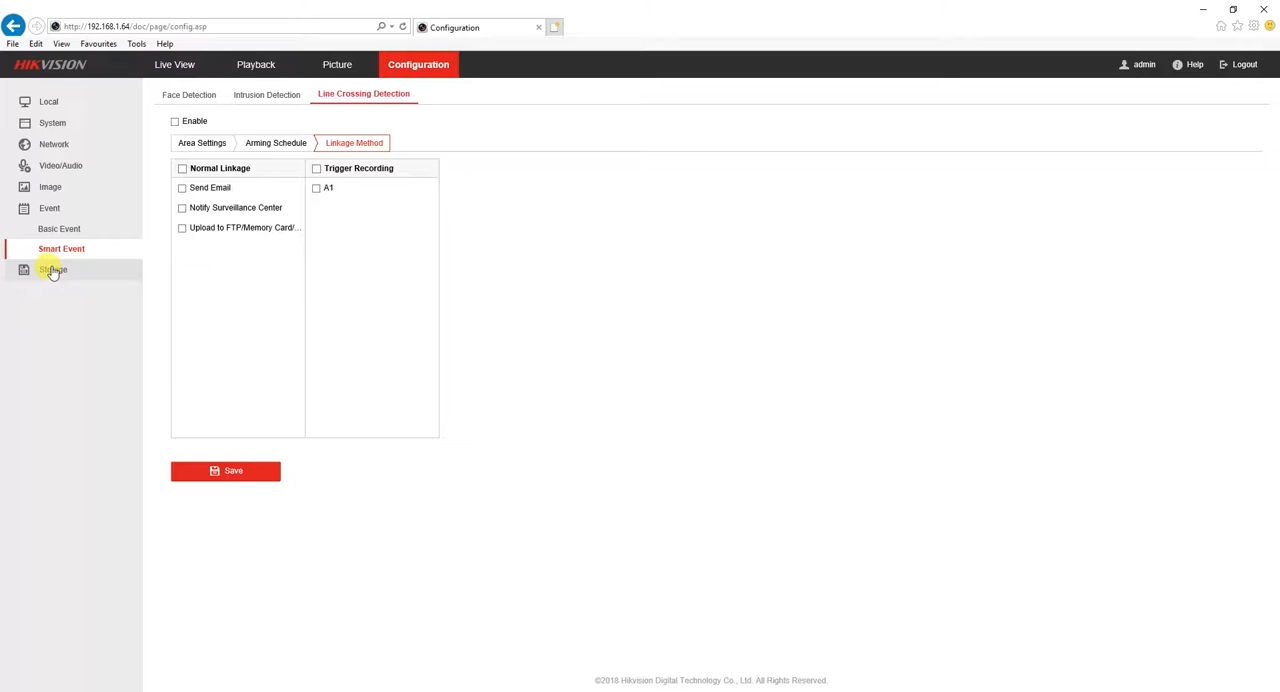 http://192.168.1.64/doc/page/config.asp
Configuration
File Edit View Favourites Tools Help
HIKVISION Live View Playback Picture Configuration admin Help Logout
Local
System
Network
Video/Audio
Image
Event
Basic Event
Smart Event
Storage
Face Detection Intrusion Detection Line Crossing Detection
Enable
Area Settings Arming Schedule Linkage Method
Normal Linkage Trigger Recording
Send Email A1
Notify Surveillance Center
Upload to FTP/Memory Card/...
Save
©2018 Hikvision Digital Technology Co., Ltd. All Rights Reserved.